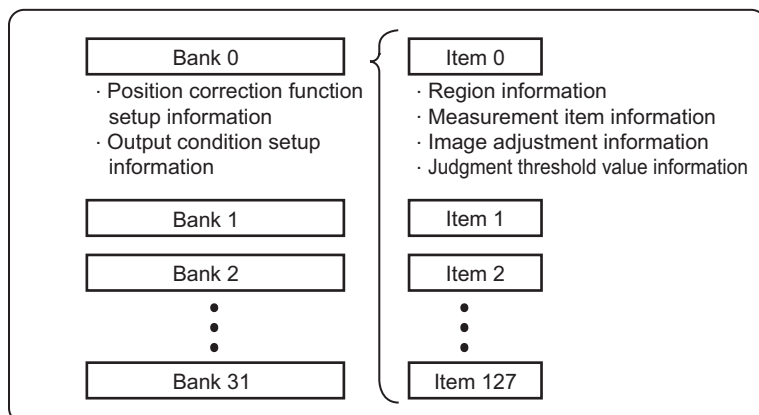 Bank 0
· Position correction function
setup information
· Output condition setup
information
Bank 1
Bank 2
Bank 31
Item 0
· Region information
· Measurement item information
· Image adjustment information
· Judgment threshold value information
Item 1
Item 2
Item 127